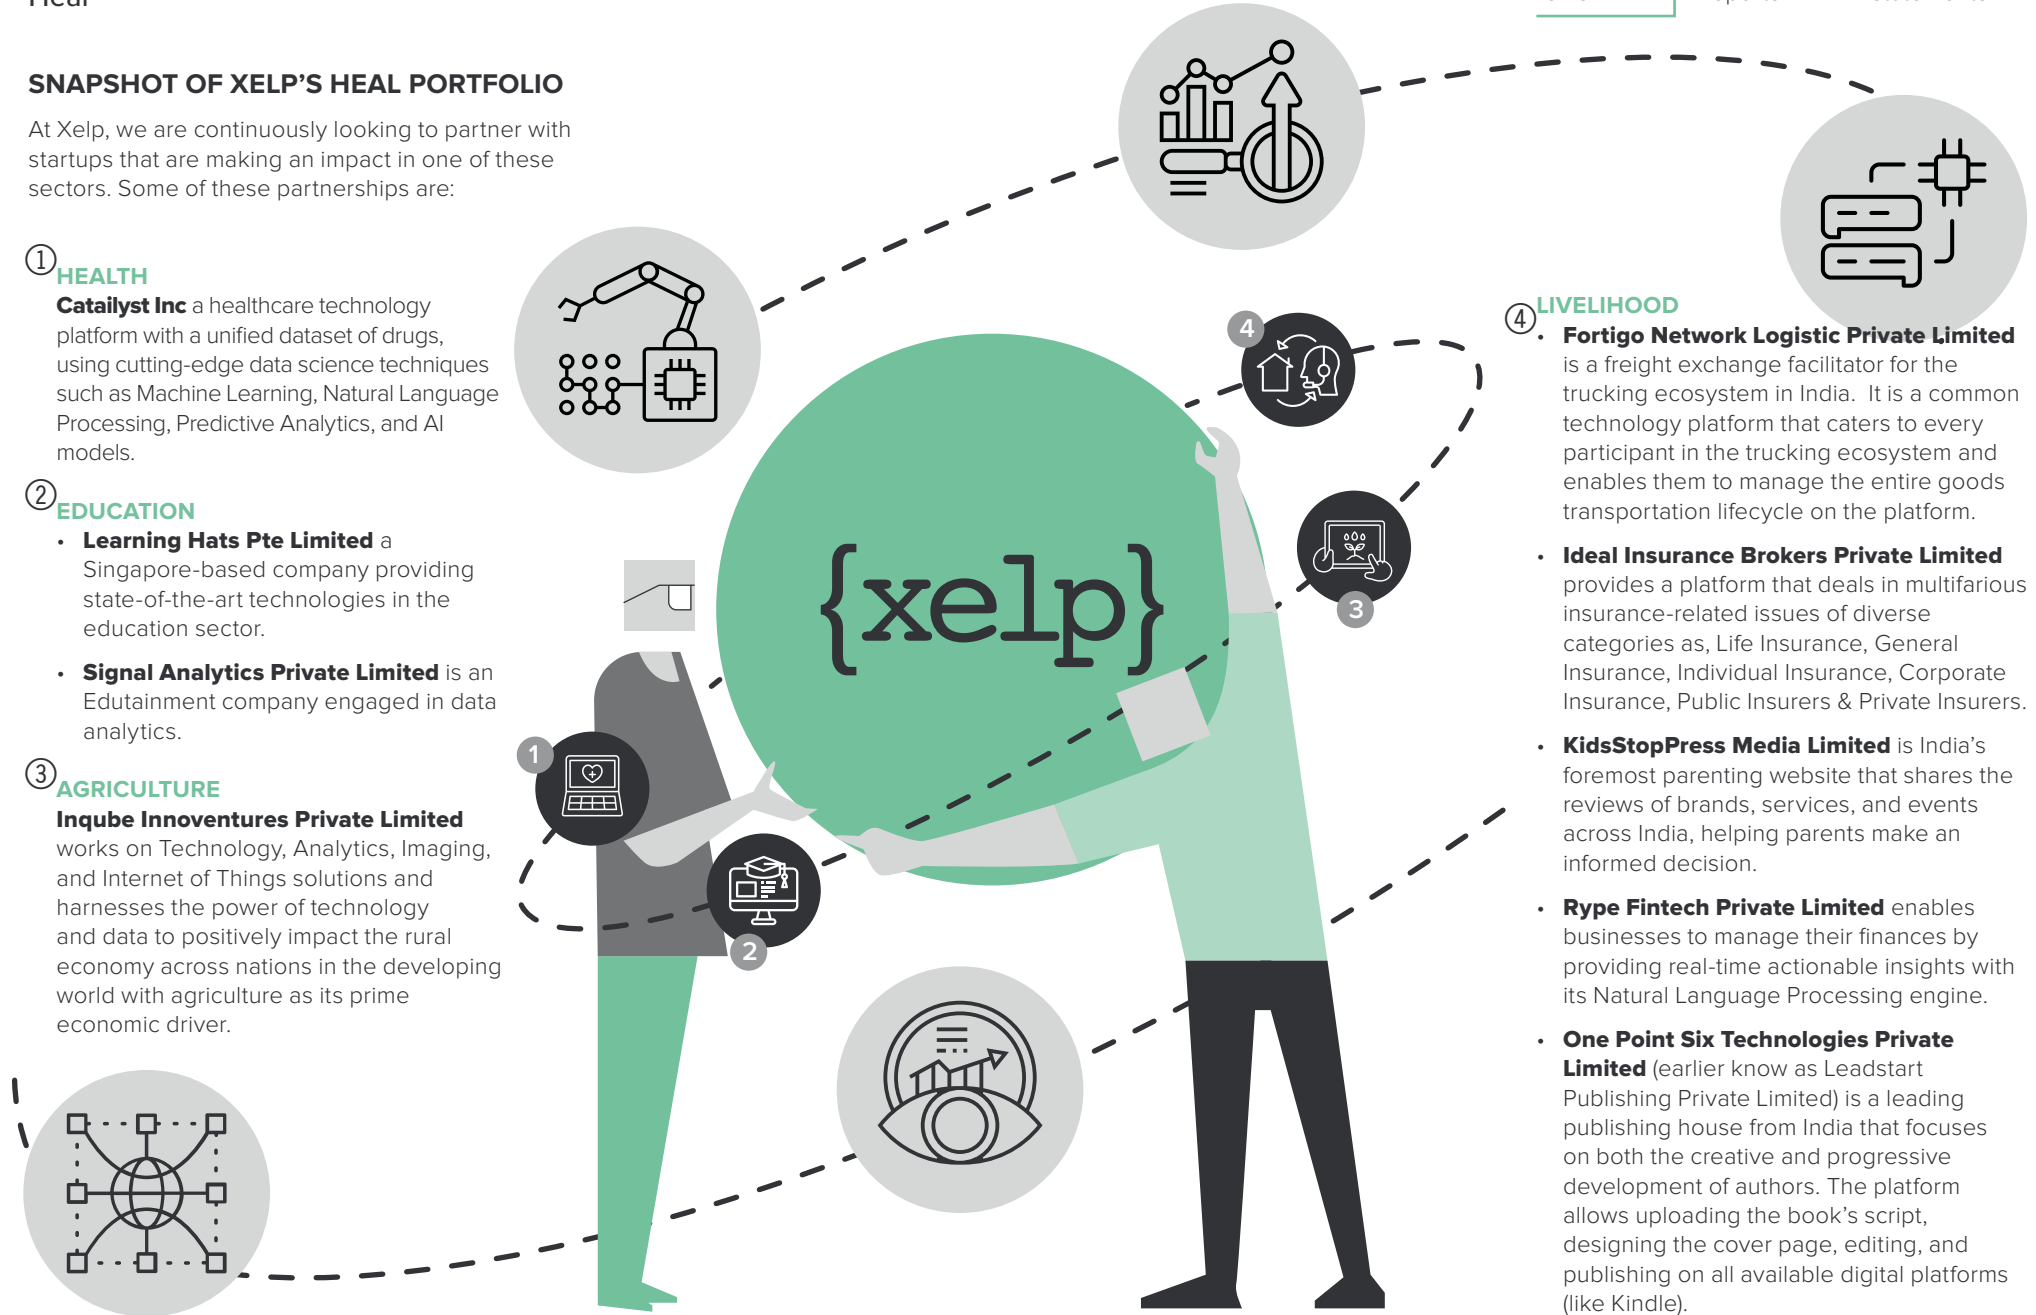 SNAPSHOT OF XELP'S HEAL PORTFOLIO
At Xelp, we are continuously looking to partner with
startups that are making an impact in one of these
sectors. Some of these partnerships are:
1
HEALTH
Catailyst Inc a healthcare technology
platform with a unified dataset of drugs,
using cutting-edge data science techniques
such as Machine Learning, Natural Language
Processing, Predictive Analytics, and AI
models.
2
EDUCATION
• Learning Hats Pte Limited a
Singapore-based company providing
state-of-the-art technologies in the
education sector.
• Signal Analytics Private Limited is an
Edutainment company engaged in data
analytics.
3
AGRICULTURE
Inqube Innoventures Private Limited
works on Technology, Analytics, Imaging,
and Internet of Things solutions and
harnesses the power of technology
and data to positively impact the rural
economy across nations in the developing
world with agriculture as its prime
economic driver.
{xelp}
1
2
3
4
4
LIVELIHOOD
• Fortigo Network Logistic Private Limited
is a freight exchange facilitator for the
trucking ecosystem in India. It is a common
technology platform that caters to every
participant in the trucking ecosystem and
enables them to manage the entire goods
transportation lifecycle on the platform.
• Ideal Insurance Brokers Private Limited
provides a platform that deals in multifarious
insurance-related issues of diverse
categories as, Life Insurance, General
Insurance, Individual Insurance, Corporate
Insurance, Public Insurers & Private Insurers.
• KidsStopPress Media Limited is India's
foremost parenting website that shares the
reviews of brands, services, and events
across India, helping parents make an
informed decision.
• Rype Fintech Private Limited enables
businesses to manage their finances by
providing real-time actionable insights with
its Natural Language Processing engine.
• One Point Six Technologies Private
Limited (earlier know as Leadstart
Publishing Private Limited) is a leading
publishing house from India that focuses
on both the creative and progressive
development of authors. The platform
allows uploading the book's script,
designing the cover page, editing, and
publishing on all available digital platforms
(like Kindle).